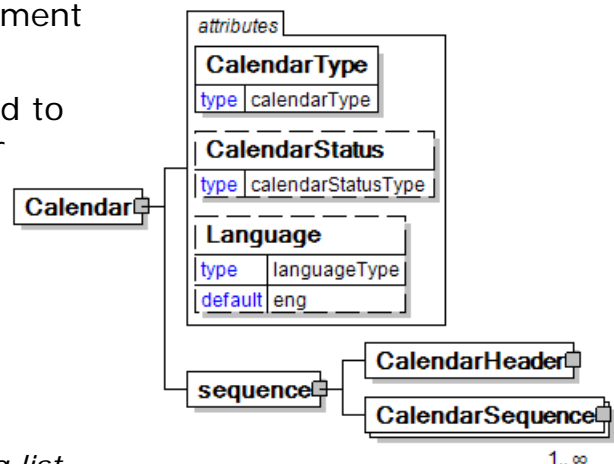 ment
attributes
CalendarType
type calendarType
d to
CalendarStatus
type calendarStatusType
Calendar
Language
type languageType
default eng
CalendarHeader
sequence
CalendarSequence
1..∞
g list